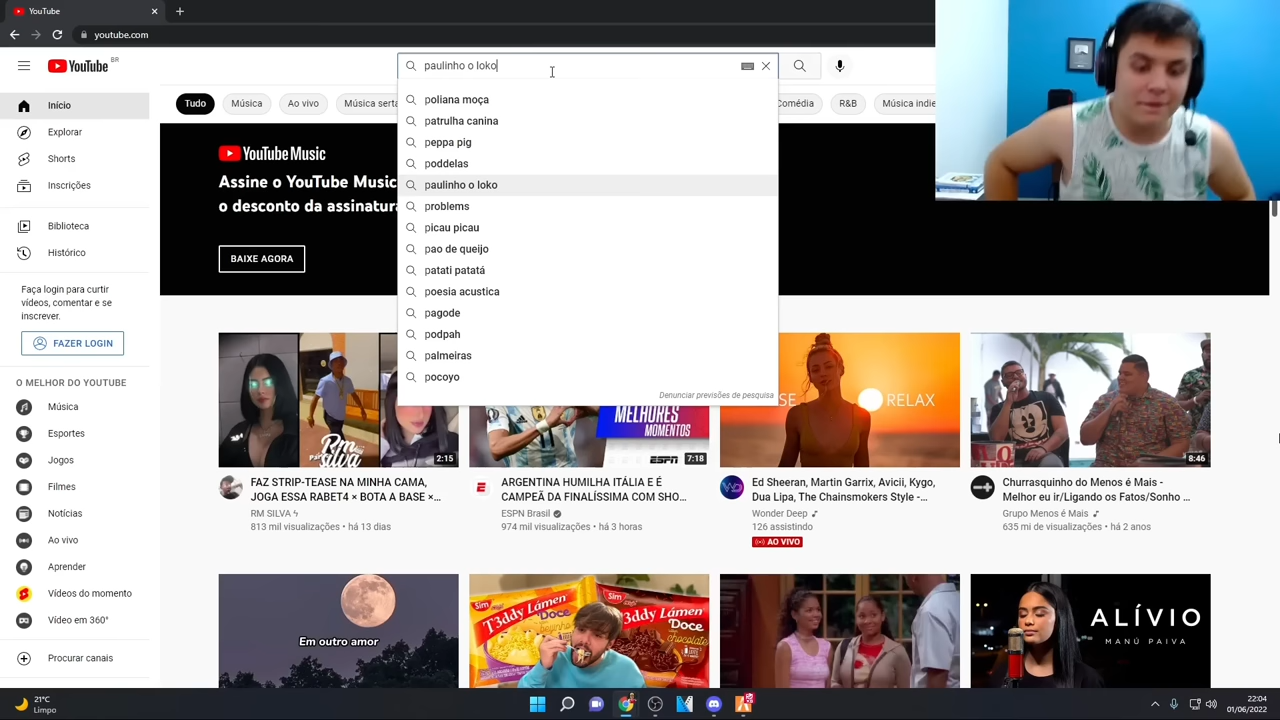 YouTube
youtube.com
YouTube BR
paulinho o loko
Tudo
Música
Ao vivo
Música serta
Comédia
R&B
Música indie
poliana moça
patrulha canina
peppa pig
poddelas
paulinho o loko
problems
picau picau
pao de queijo
patati patatá
poesia acustica
pagode
podpah
palmeiras
pocoyo
Denunciar previsões de pesquisa
Início
Explorar
Shorts
Inscrições
Biblioteca
Histórico
Faça login para curtir
vídeos, comentar e se
inscrever.
FAZER LOGIN
O MELHOR DO YOUTUBE
Música
Esportes
Jogos
Filmes
Notícias
Ao vivo
Aprender
Vídeos do momento
Vídeo em 360°
Procurar canais
YouTube Music
Assine o YouTube Music
o desconto da assinatura
BAIXE AGORA
Rm
silva
2:15
FAZ STRIP-TEASE NA MINHA CAMA,
JOGA ESSA RABET4 × BOTA A BASE ×...
RM SILVA ϟ
813 mil visualizações • há 13 dias
MELHORES
MOMENTOS
ESPN
7:18
ARGENTINA HUMILHA ITÁLIA E É
CAMPEÃ DA FINALÍSSIMA COM SHO...
ESPN Brasil
974 mil visualizações • há 3 horas
RELAX
Ed Sheeran, Martin Garrix, Avicii, Kygo,
Dua Lipa, The Chainsmokers Style -...
Wonder Deep
126 assistindo
AO VIVO
8:46
Churrasquinho do Menos é Mais -
Melhor eu ir/Ligando os Fatos/Sonho ...
Grupo Menos é Mais
635 mi de visualizações • há 2 anos
Em outro amor
Sim
T3ddy Lámen
Doce
Sim
T3ddy Lámen
Doce
chocolate
ALÍVIO
MANÚ PAIVA
21°C
Limpo
22:04
01/06/2022